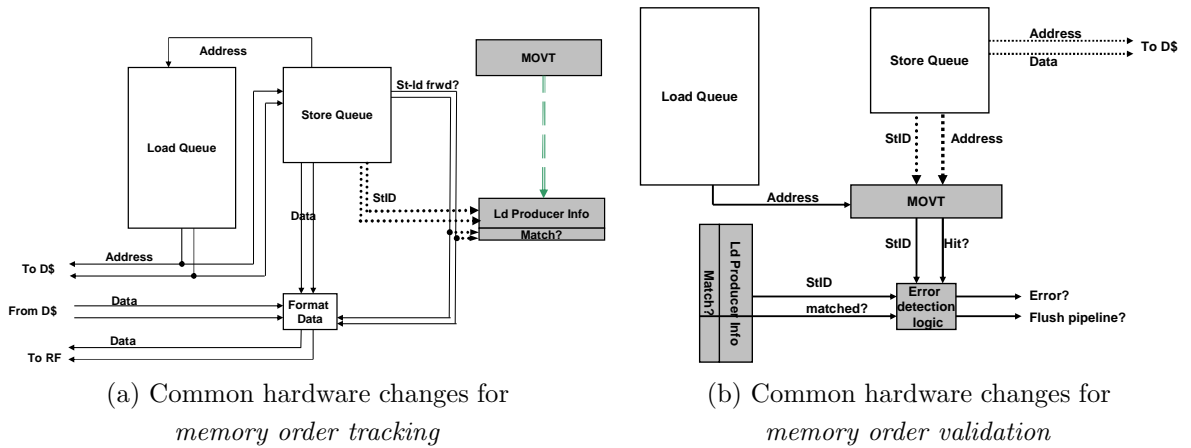 Address
MOVT
St-ld frwd?
Store Queue
Load Queue
StID
Data
Ld Producer Info
Match?
Address
To D$
Data
From D$
Format
Data
Data
To RF
(a) Common hardware changes for
memory order tracking
Address
To D$
Data
Store Queue
Load Queue
StID
Address
Address
MOVT
StID
Hit?
Ld Producer Info
Match?
StID
matched?
Error
detection
logic
Error?
Flush pipeline?
(b) Common hardware changes for
memory order validation